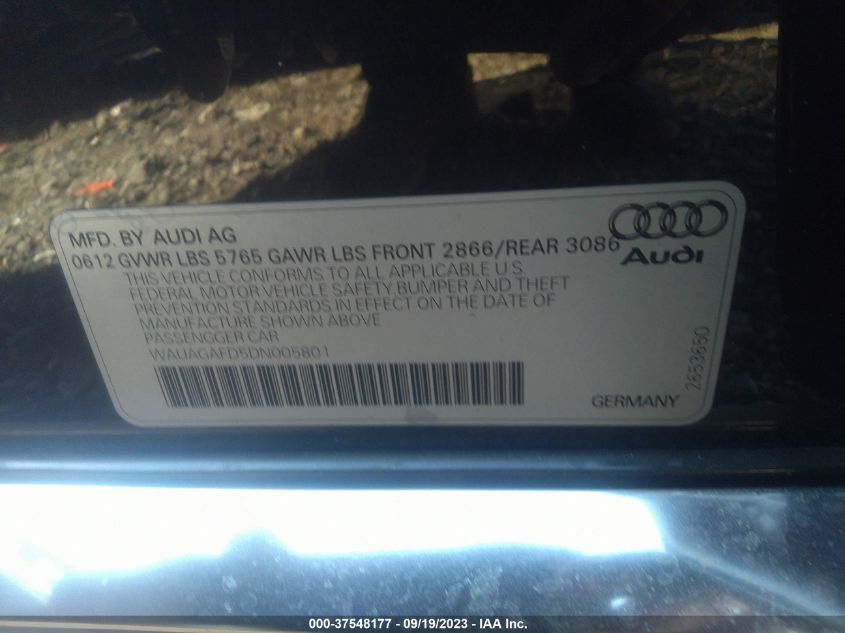 MFD. BY AUDI AG
0612 GVWR LBS 5765 GAWR LBS FRONT 2866/REAR 3086
Audi
THIS VEHICLE CONFORMS TO ALL APPLICABLE U.S.
FEDERAL MOTOR VEHICLE SAFETY,BUMPER AND THEFT
PREVENTION STANDARDS IN EFFECT ON THE DATE OF
MANUFACTURE SHOWN ABOVE
PASSENGGER CAR
WAUAGAFD5DN005801
GERMANY
2653650
000-37548177 - 09/19/2023 - IAA Inc.